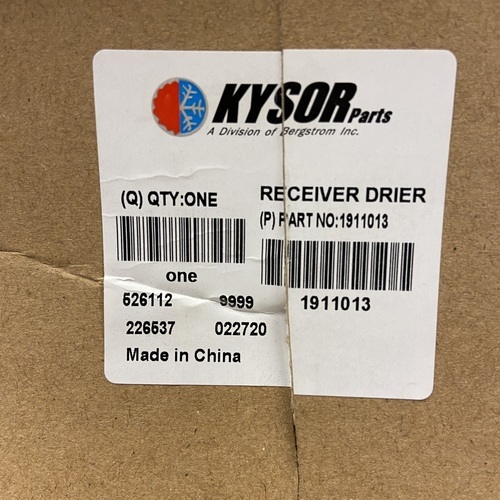 KYSOR Parts
A Division of Bergstrom Inc.
(Q) QTY:ONE
one
526112 9999
226537 022720
Made in China
RECEIVER DRIER
(P) PART NO:1911013
1911013